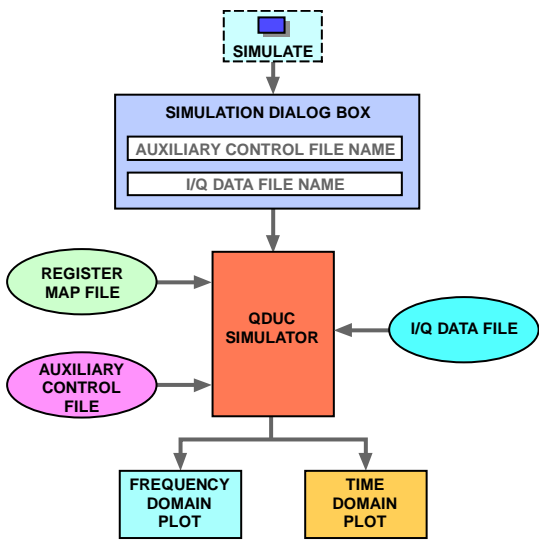 SIMULATE
SIMULATION DIALOG BOX
AUXILIARY CONTROL FILE NAME
I/Q DATA FILE NAME
REGISTER
MAP FILE
QDUC
SIMULATOR
I/Q DATA FILE
AUXILIARY
CONTROL
FILE
FREQUENCY
DOMAIN
PLOT
TIME
DOMAIN
PLOT